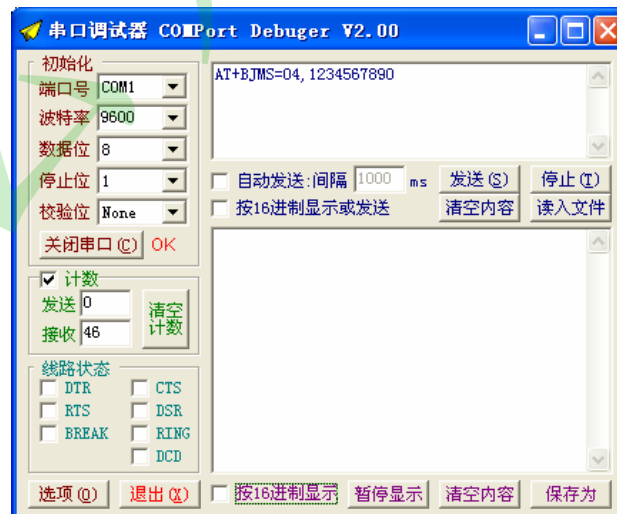 串口调试器 COMPort Debuger V2.00
初始化
端口号 COM1
波特率 9600
数据位 8
停止位 1
校验位 None
关闭串口(C) OK
AT+BJMS=04,1234567890
自动发送:间隔 1000 ms 发送(S) 停止(T)
按16进制显示或发送 清空内容 读入文件
计数
发送 0
接收 46
清空
计数
线路状态
DTR CTS
RTS DSR
BREAK RING
DCD
选项(O) 退出(X) 按16进制显示 暂停显示 清空内容 保存为